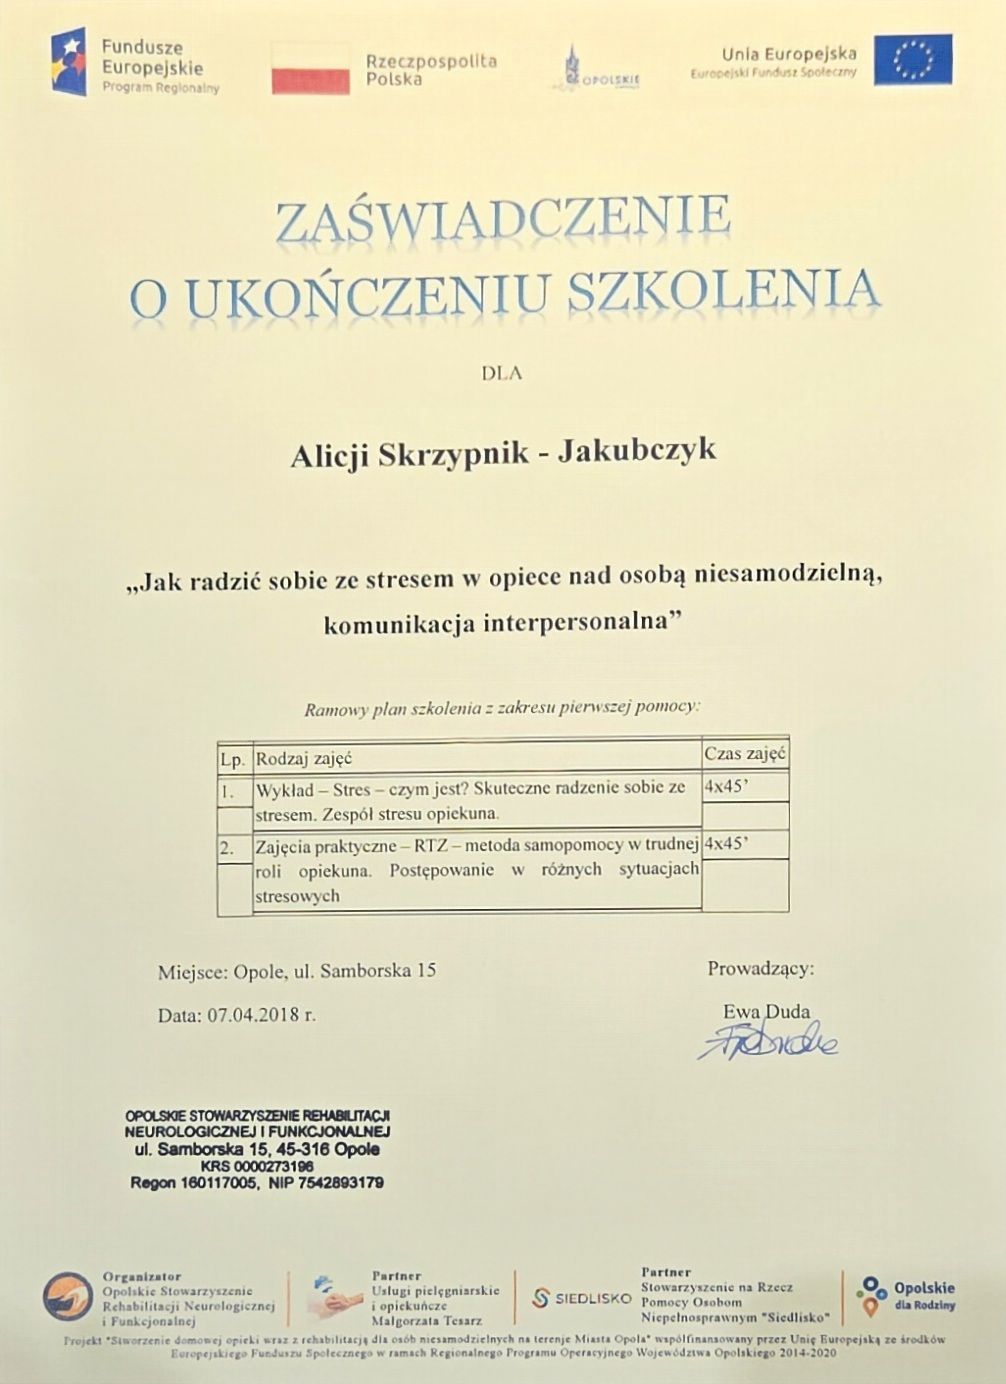 Fundusze
Europejskie
Program Regionalny
Rzeczpospolita
Polska
OPOLSKIE
Unia Europejska
Europejski Fundusz Społeczny
ZAŚWIADCZENIE
O UKOŃCZENIU SZKOLENIA
DLA
Alicji Skrzypnik - Jakubczyk
„Jak radzić sobie ze stresem w opiece nad osobą niesamodzielną,
komunikacja interpersonalna”
Ramowy plan szkolenia z zakresu pierwszej pomocy:
Lp. Rodzaj zajęć Czas zajęć
1. Wykład – Stres – czym jest? Skuteczne radzenie sobie ze 4x45’
stresem. Zespół stresu opiekuna.
2. Zajęcia praktyczne – RTZ – metoda samopomocy w trudnej 4x45’
roli opiekuna. Postępowanie w różnych sytuacjach
stresowych
Miejsce: Opole, ul. Samborska 15
Prowadzący:
Data: 07.04.2018 r.
Ewa Duda
OPOLSKIE STOWARZYSZENIE REHABILITACJI
NEUROLOGICZNEJ I FUNKCJONALNEJ
ul. Samborska 15, 45-316 Opole
KRS 0000273196
Regon 160117005, NIP 7542893179
Organizator
Opolskie Stowarzyszenie
Rehabilitacji Neurologicznej
i Funkcjonalnej
Partner
Usługi pielęgniarskie
i opiekuńcze
Małgorzata Tesarz
SIEDLISKO
Partner
Stowarzyszenie na Rzecz
Pomocy Osobom
Niepełnosprawnym "Siedlisko"
Opolskie
dla Rodziny
Projekt "Stworzenie domowej opieki wraz z rehabilitacją dla osób niesamodzielnych na terenie Miasta Opola" współfinansowany przez Unię Europejską ze środków
Europejskiego Funduszu Społecznego w ramach Regionalnego Programu Operacyjnego Województwa Opolskiego 2014-2020